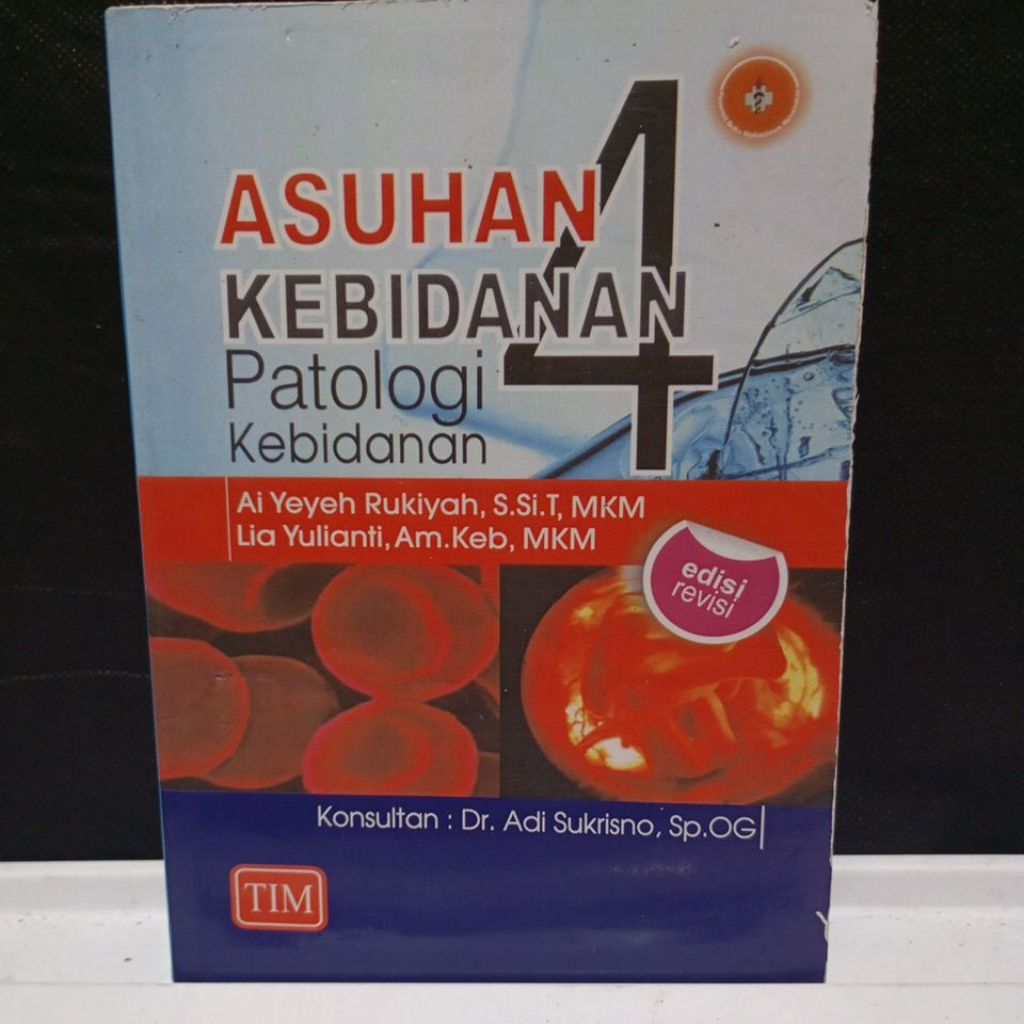 4
ASUHAN
KEBIDANAN
Patologi
Kebidanan
Ai Yeyeh Rukiyah, S.Si.T, MKM
Lia Yulianti, Am.Keb, MKM
edisi
revisi
Konsultan : Dr. Adi Sukrisno, Sp.OG
TIM